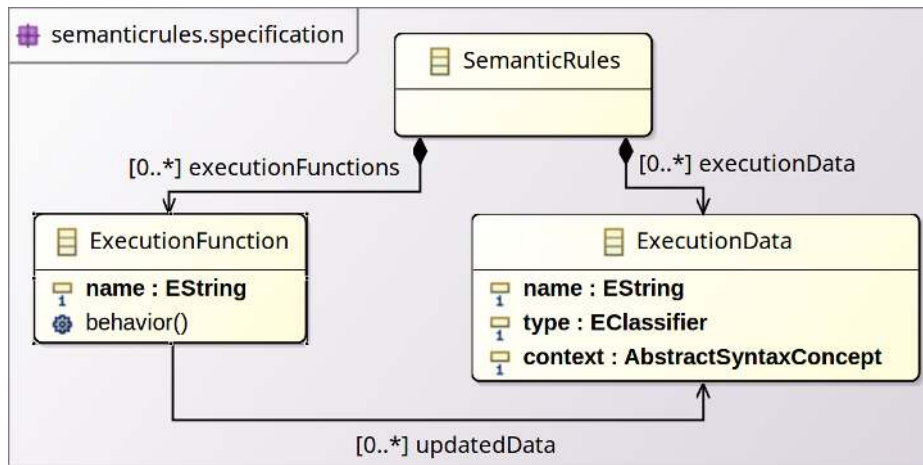 semanticrules.specification
SemanticRules
[0..*] executionFunctions
[0..*] executionData
ExecutionFunction
name : EString
behavior()
ExecutionData
name : EString
type : EClassifier
context : AbstractSyntaxConcept
[0..*] updatedData